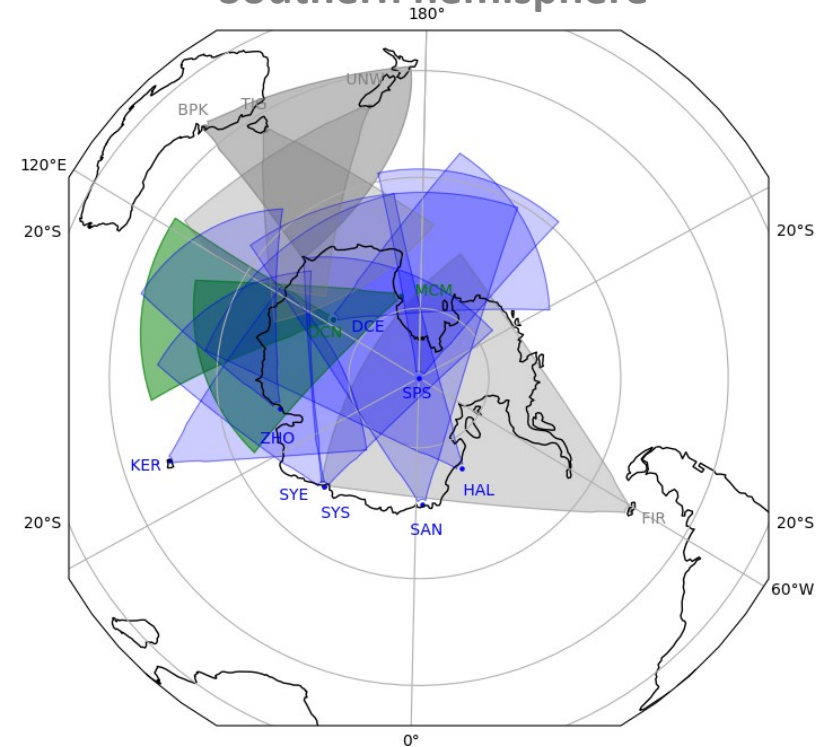 Southern hemisphere
180°
UNW
TIG
BPK
120°E
20°S
20°S
MCM
DCN
DCE
SPS
ZHO
KER
HAL
SYE
SYS
SAN
FIR
20°S
20°S
60°W
0°